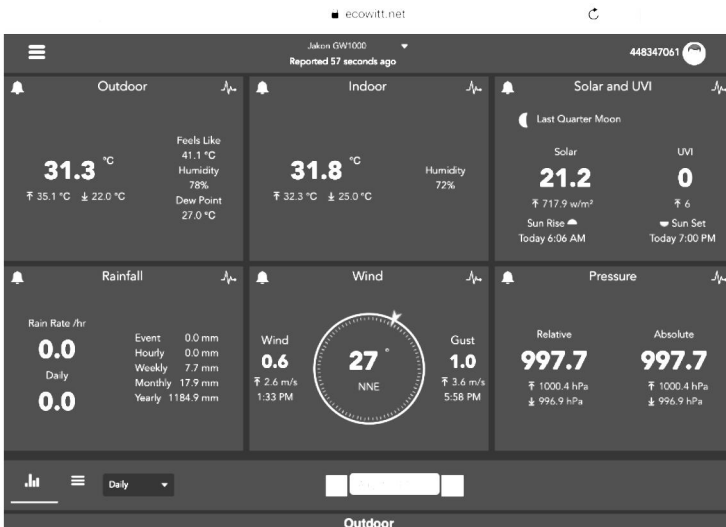 ecowitt.net
Jakon GW1000
Reported 57 seconds ago
448347061
Outdoor
31.3 °C
35.1 °C 22.0 °C
Feels Like
41.1 °C
Humidity
78%
Dew Point
27.0 °C
Indoor
31.8 °C
32.3 °C 25.0 °C
Humidity
72%
Solar and UVI
Last Quarter Moon
Solar
21.2
717.9 w/m²
UVI
0
6
Sun Rise
Today 6:06 AM
Sun Set
Today 7:00 PM
Rainfall
Rain Rate /hr
0.0
Daily
0.0
Event 0.0 mm
Hourly 0.0 mm
Weekly 7.7 mm
Monthly 17.9 mm
Yearly 1184.9 mm
Wind
Wind
0.6
2.6 m/s
1:33 PM
27 °
NNE
Gust
1.0
3.6 m/s
5:58 PM
Pressure
Relative
997.7
1000.4 hPa
996.9 hPa
Absolute
997.7
1000.4 hPa
996.9 hPa
Daily
Outdoor